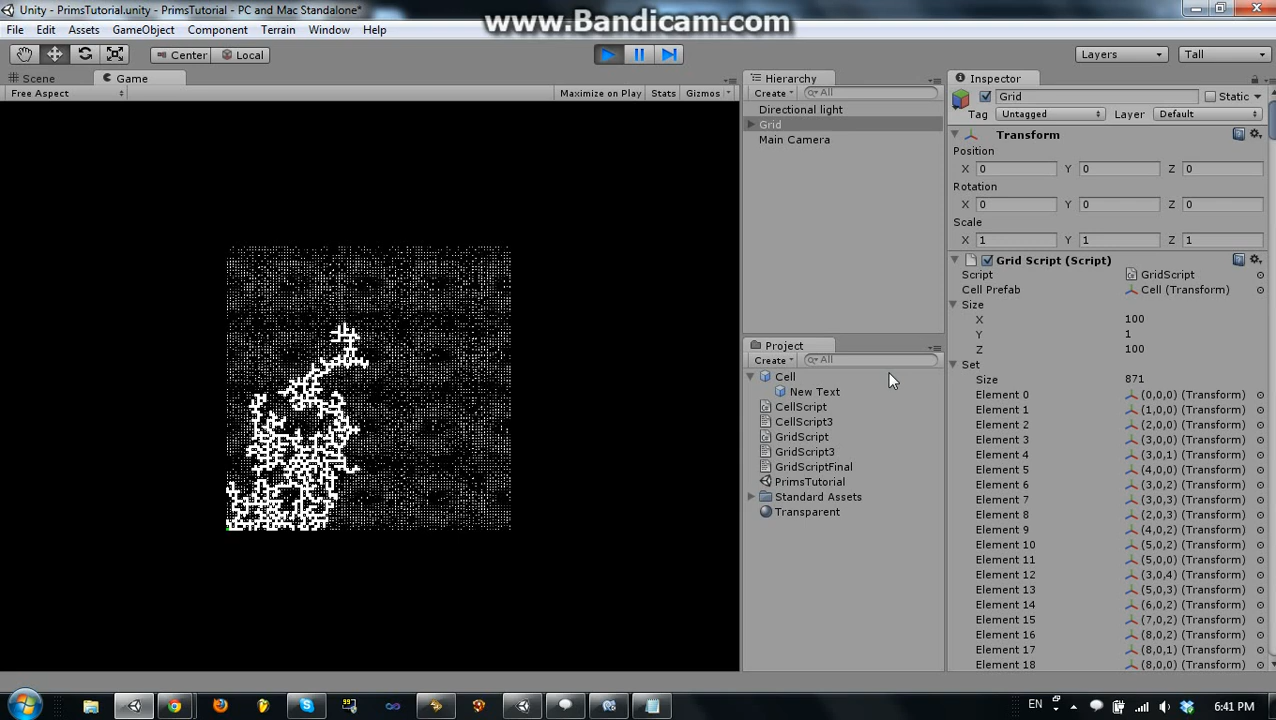 Unity - PrimsTutorial.unity - PrimsTutorial - PC and Mac Standalone*
www.Bandicam.com
File Edit Assets GameObject Component Terrain Window Help
Center Local
Layers
Tall
Scene Game
Free Aspect
Maximize on Play Stats Gizmos
Hierarchy
Create All
Directional light
Grid
Main Camera
Project
Create All
Cell
New Text
CellScript
CellScript3
GridScript
GridScript3
GridScriptFinal
PrimsTutorial
Standard Assets
Transparent
Inspector
Grid Static
Tag Untagged Layer Default
Transform
Position
X 0 Y 0 Z 0
Rotation
X 0 Y 0 Z 0
Scale
X 1 Y 1 Z 1
Grid Script (Script)
Script GridScript
Cell Prefab Cell (Transform)
Size
X 100
Y 1
Z 100
Set
Size 871
Element 0 (0,0,0) (Transform)
Element 1 (1,0,0) (Transform)
Element 2 (2,0,0) (Transform)
Element 3 (3,0,0) (Transform)
Element 4 (3,0,1) (Transform)
Element 5 (4,0,0) (Transform)
Element 6 (3,0,2) (Transform)
Element 7 (3,0,3) (Transform)
Element 8 (2,0,3) (Transform)
Element 9 (4,0,2) (Transform)
Element 10 (5,0,2) (Transform)
Element 11 (5,0,0) (Transform)
Element 12 (3,0,4) (Transform)
Element 13 (5,0,3) (Transform)
Element 14 (6,0,2) (Transform)
Element 15 (7,0,2) (Transform)
Element 16 (8,0,2) (Transform)
Element 17 (8,0,1) (Transform)
Element 18 (8,0,0) (Transform)
EN
6:41 PM